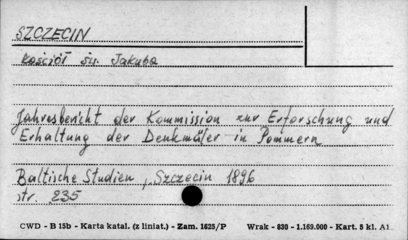 SZCZECIN
Kościół św. Jakuba
Jahresbericht der Kommission zur Erforschung und
Erhaltung der Denkmäler in Pommern
Baltische Studien, Szczecin 1896
str. 235
CWD - B 15b - Karta katal. (z liniat.) - Zam. 1625/P Wrak - 830 - 1.169.000 - Kart. 5 kl. A1.